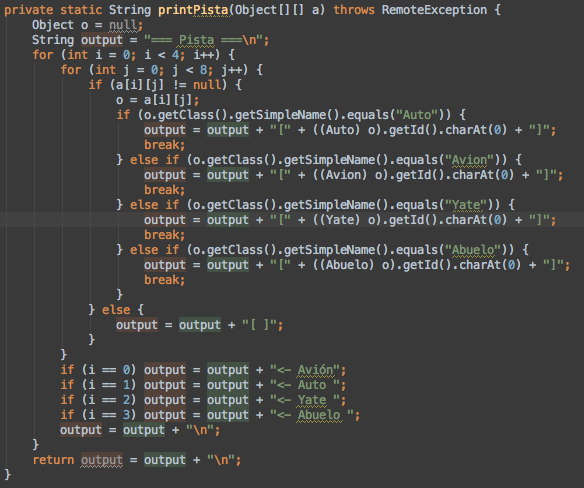 private static String printPista(Object[][] a) throws RemoteException {
    Object o = null;
    String output = "=== Pista ===\n";
    for (int i = 0; i < 4; i++) {
        for (int j = 0; j < 8; j++) {
            if (a[i][j] != null) {
                o = a[i][j];
                if (o.getClass().getSimpleName().equals("Auto")) {
                    output = output + "[" + ((Auto) o).getId().charAt(0) + "]";
                    break;
                } else if (o.getClass().getSimpleName().equals("Avion")) {
                    output = output + "[" + ((Avion) o).getId().charAt(0) + "]";
                    break;
                } else if (o.getClass().getSimpleName().equals("Yate")) {
                    output = output + "[" + ((Yate) o).getId().charAt(0) + "]";
                    break;
                } else if (o.getClass().getSimpleName().equals("Abuelo")) {
                    output = output + "[" + ((Abuelo) o).getId().charAt(0) + "]";
                    break;
                }
            } else {
                output = output + "[ ]";
            }
        }
        if (i == 0) output = output + "<— Avión";
        if (i == 1) output = output + "<— Auto ";
        if (i == 2) output = output + "<— Yate ";
        if (i == 3) output = output + "<— Abuelo ";
        output = output + "\n";
    }
    return output = output + "\n";
}